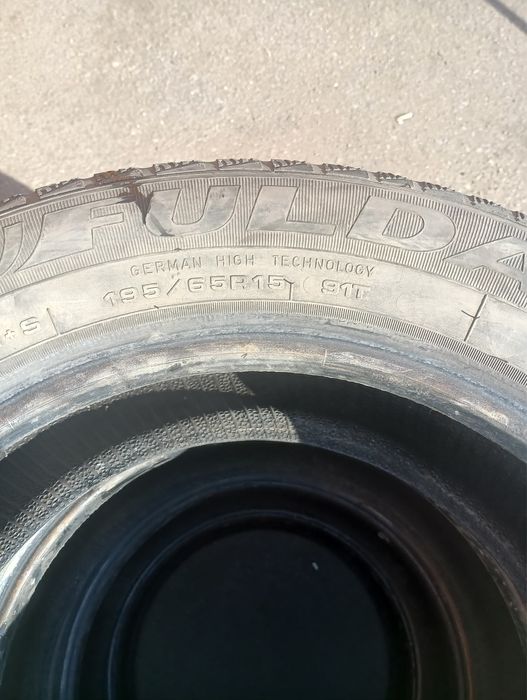 FULDA
GERMAN HIGH TECHNOLOGY
+S 195/65R15 91T